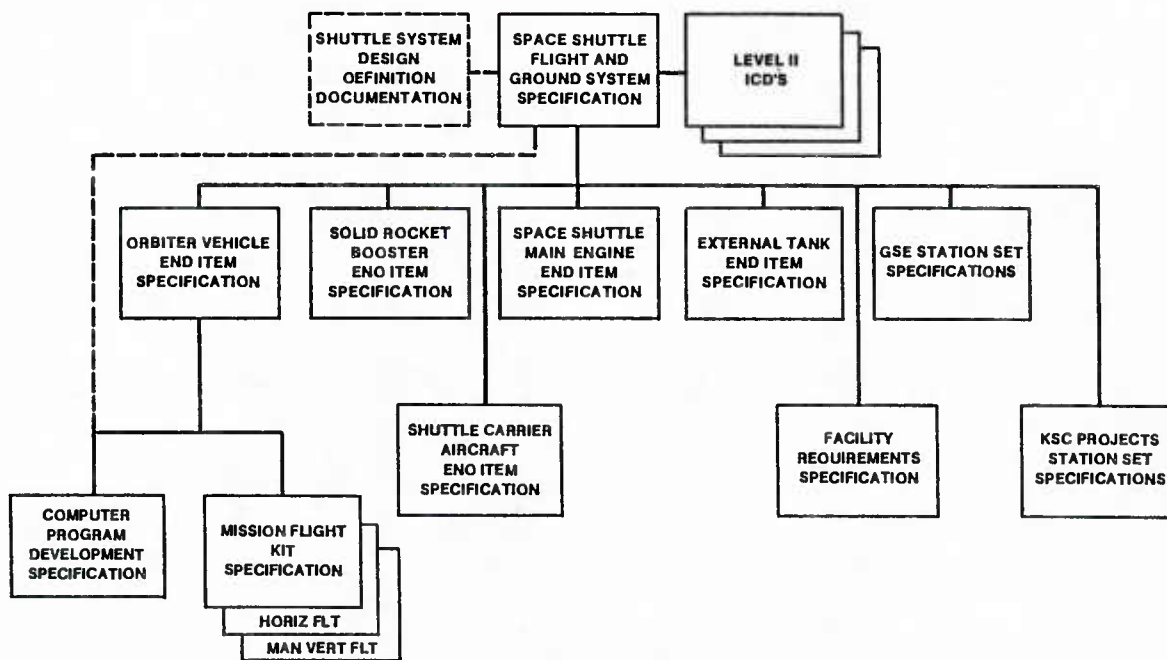 SHUTTLE SYSTEM
DESIGN
OEFINITION
DOCUMENTATION
SPACE SHUTTLE
FLIGHT AND
GROUND SYSTEM
SPECIFICATION
LEVEL II
ICD'S
ORBITER VEHICLE
END ITEM
SPECIFICATION
SOLID ROCKET
BOOSTER
ENO ITEM
SPECIFICATION
SPACE SHUTTLE
MAIN ENGINE
END ITEM
SPECIFICATION
EXTERNAL TANK
END ITEM
SPECIFICATION
GSE STATION SET
SPECIFICATIONS
SHUTTLE CARRIER
AIRCRAFT
ENO ITEM
SPECIFICATION
FACILITY
REQUIREMENTS
SPECIFICATION
KSC PROJECTS
STATION SET
SPECIFICATIONS
COMPUTER
PROGRAM
DEVELOPMENT
SPECIFICATION
MISSION FLIGHT
KIT
SPECIFICATION
HORIZ FLT
MAN VERT FLT